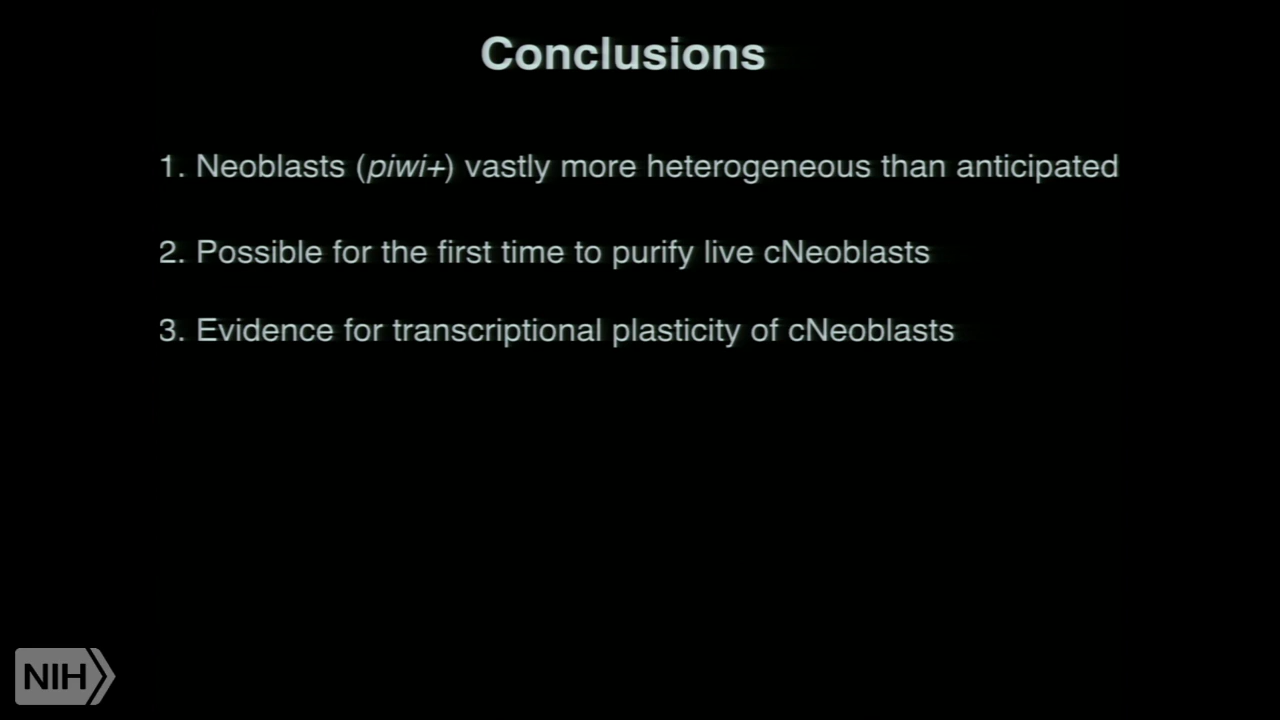 Conclusions
1. Neoblasts (piwi+) vastly more heterogeneous than anticipated
2. Possible for the first time to purify live cNeoblasts
3. Evidence for transcriptional plasticity of cNeoblasts
NIH